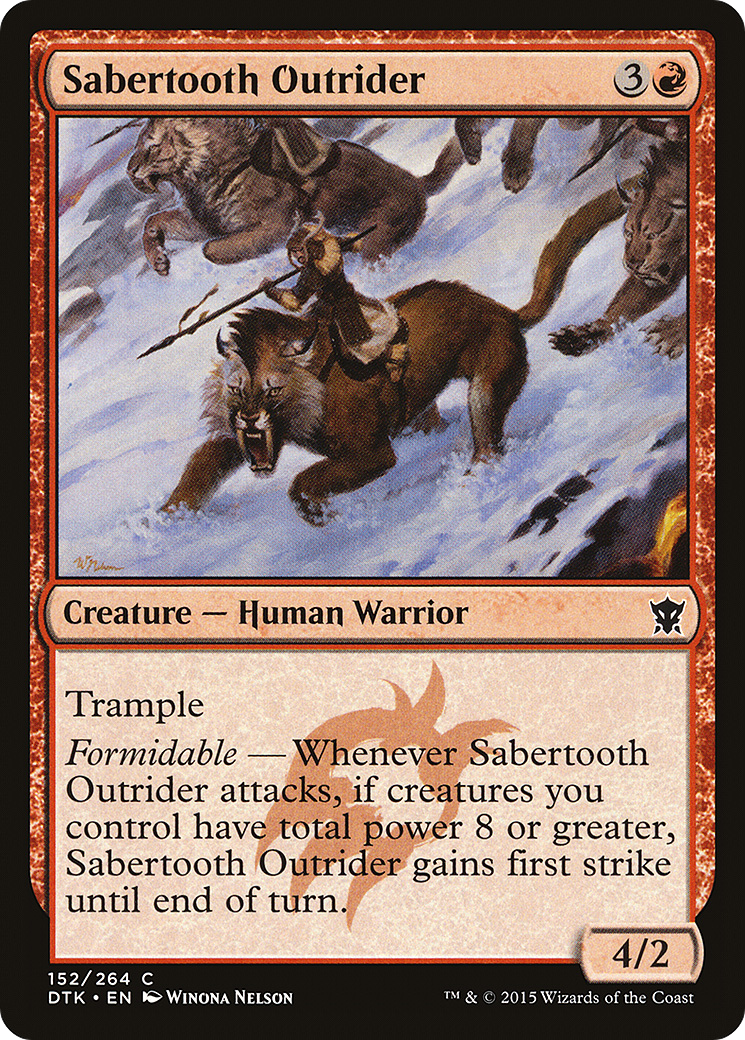 Sabertooth Outrider 3
Creature — Human Warrior
Trample
Formidable — Whenever Sabertooth
Outrider attacks, if creatures you
control have total power 8 or greater,
Sabertooth Outrider gains first strike
until end of turn.
4/2
152/264 C
DTK • EN Winona Nelson
™ & © 2015 Wizards of the Coast